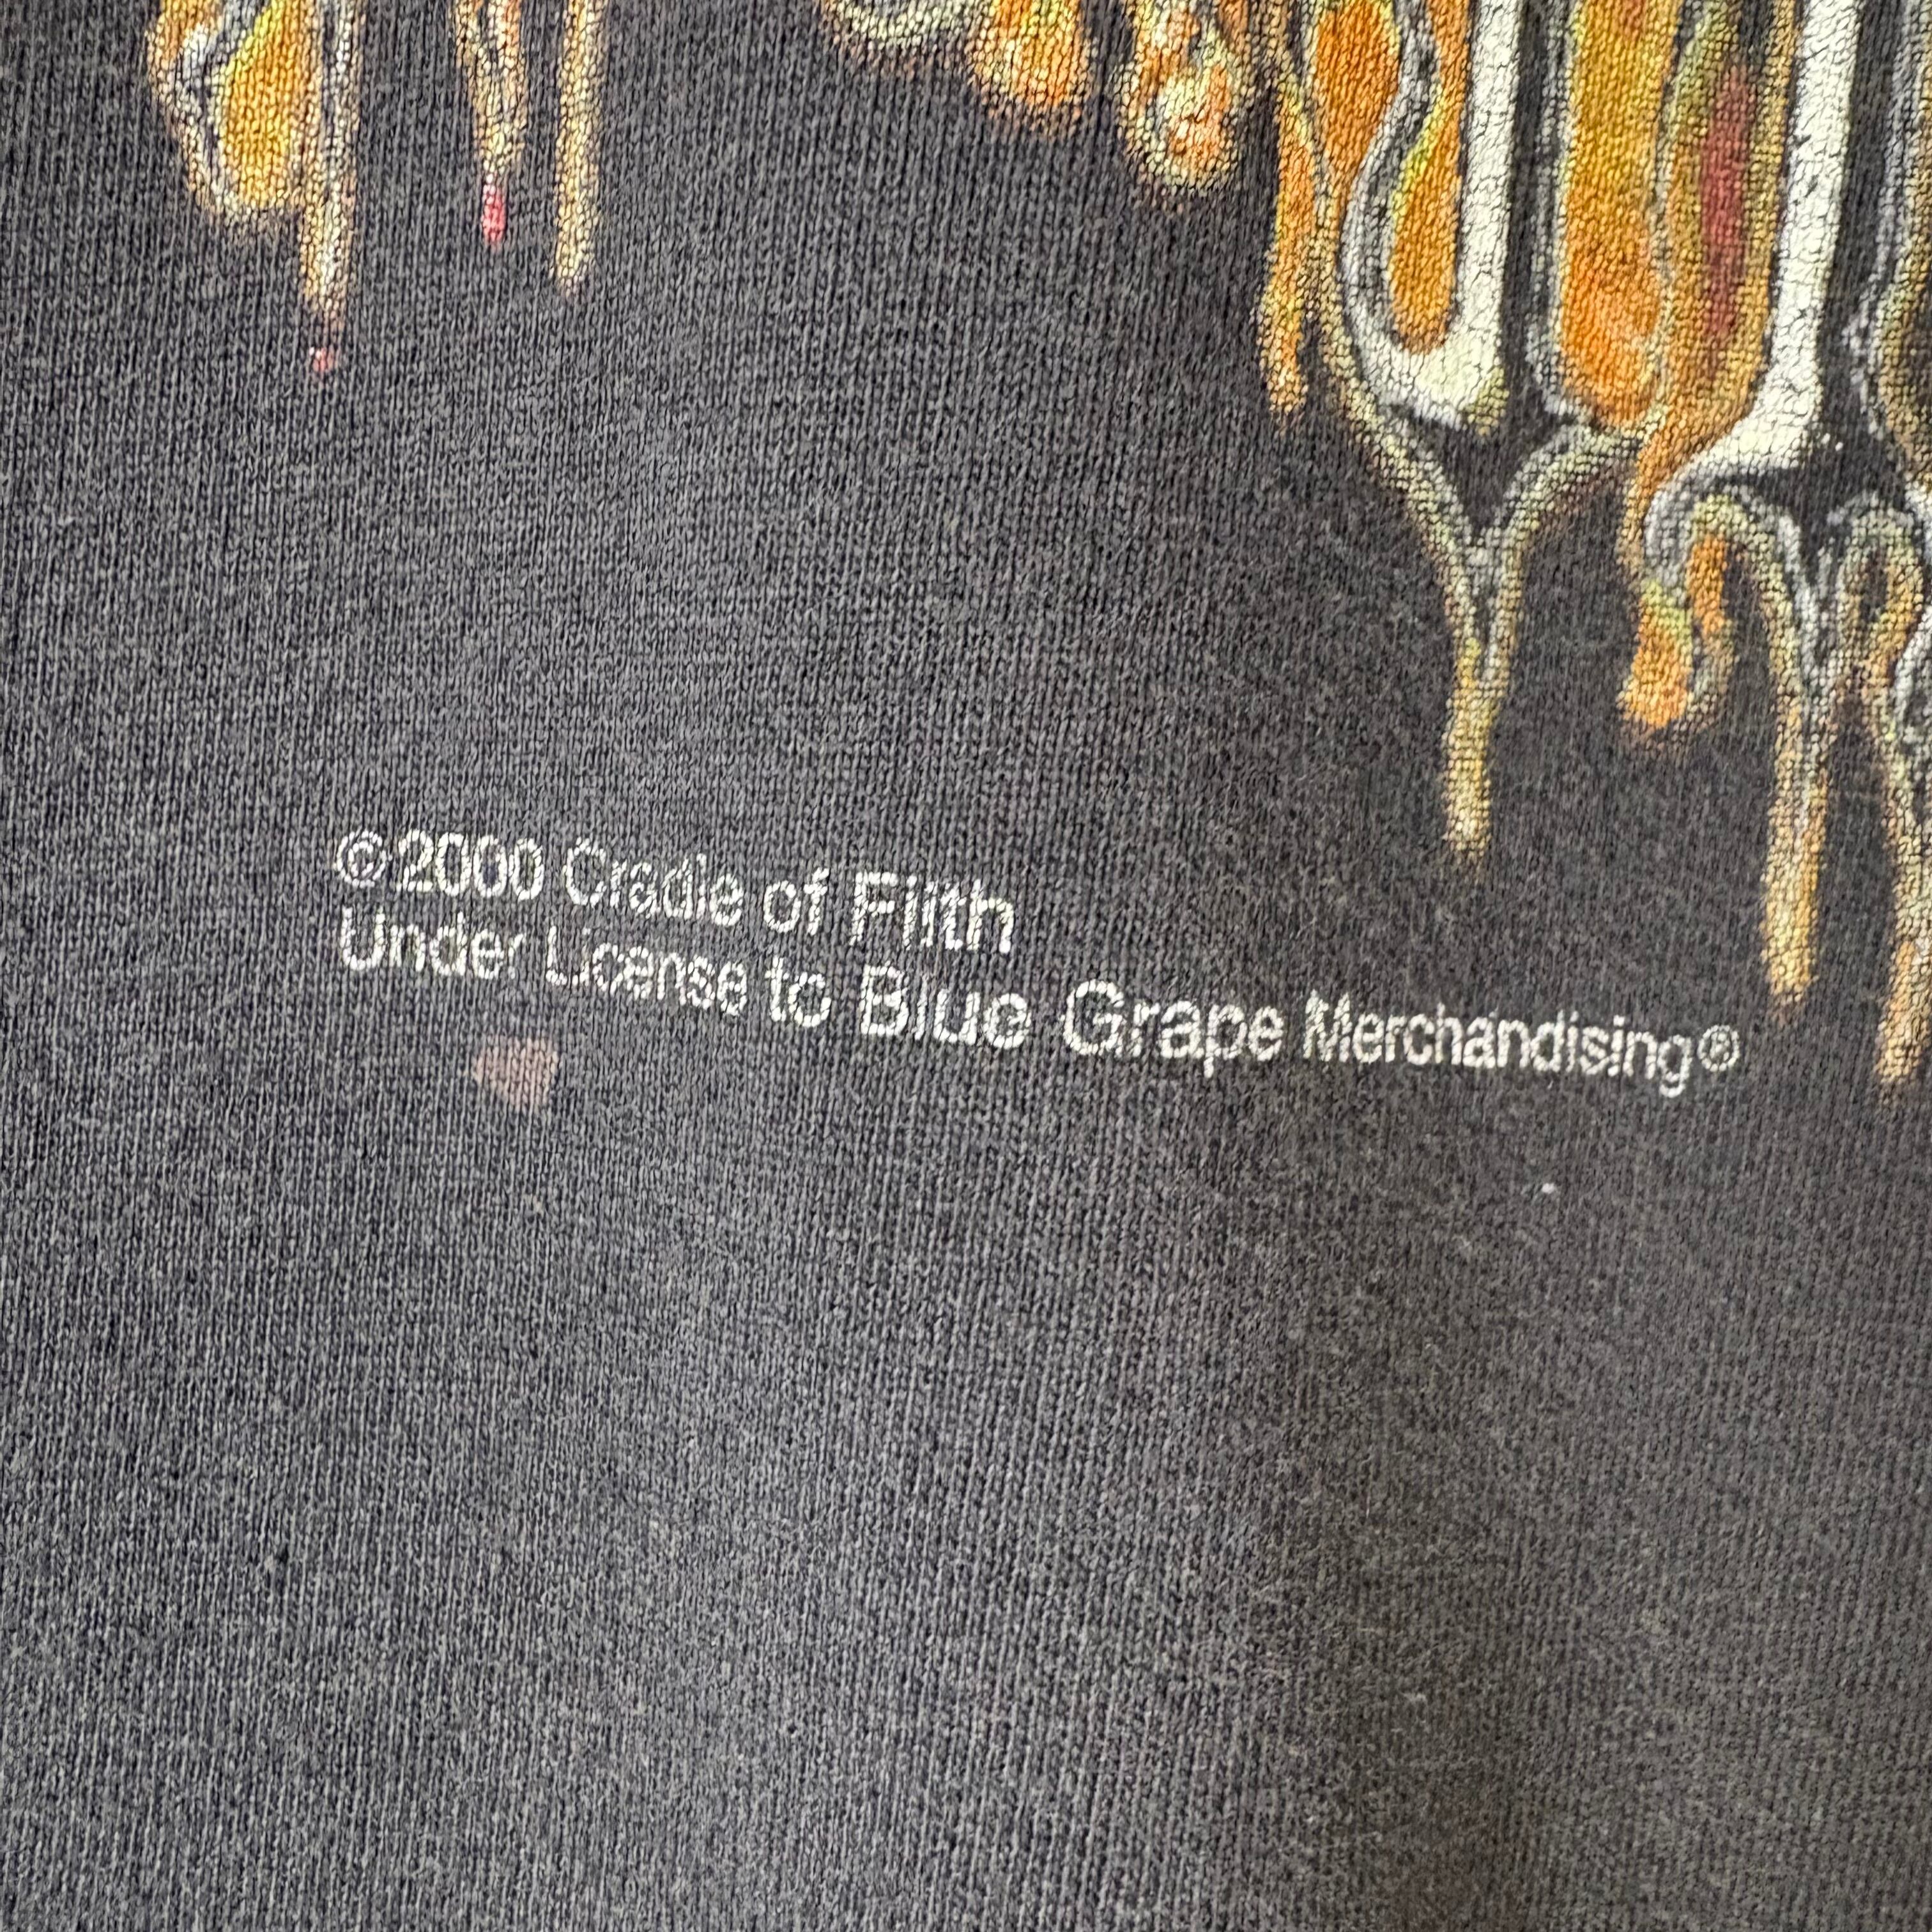 ©2000 Cradle of Filth
Under License to Blue Grape Merchandising®